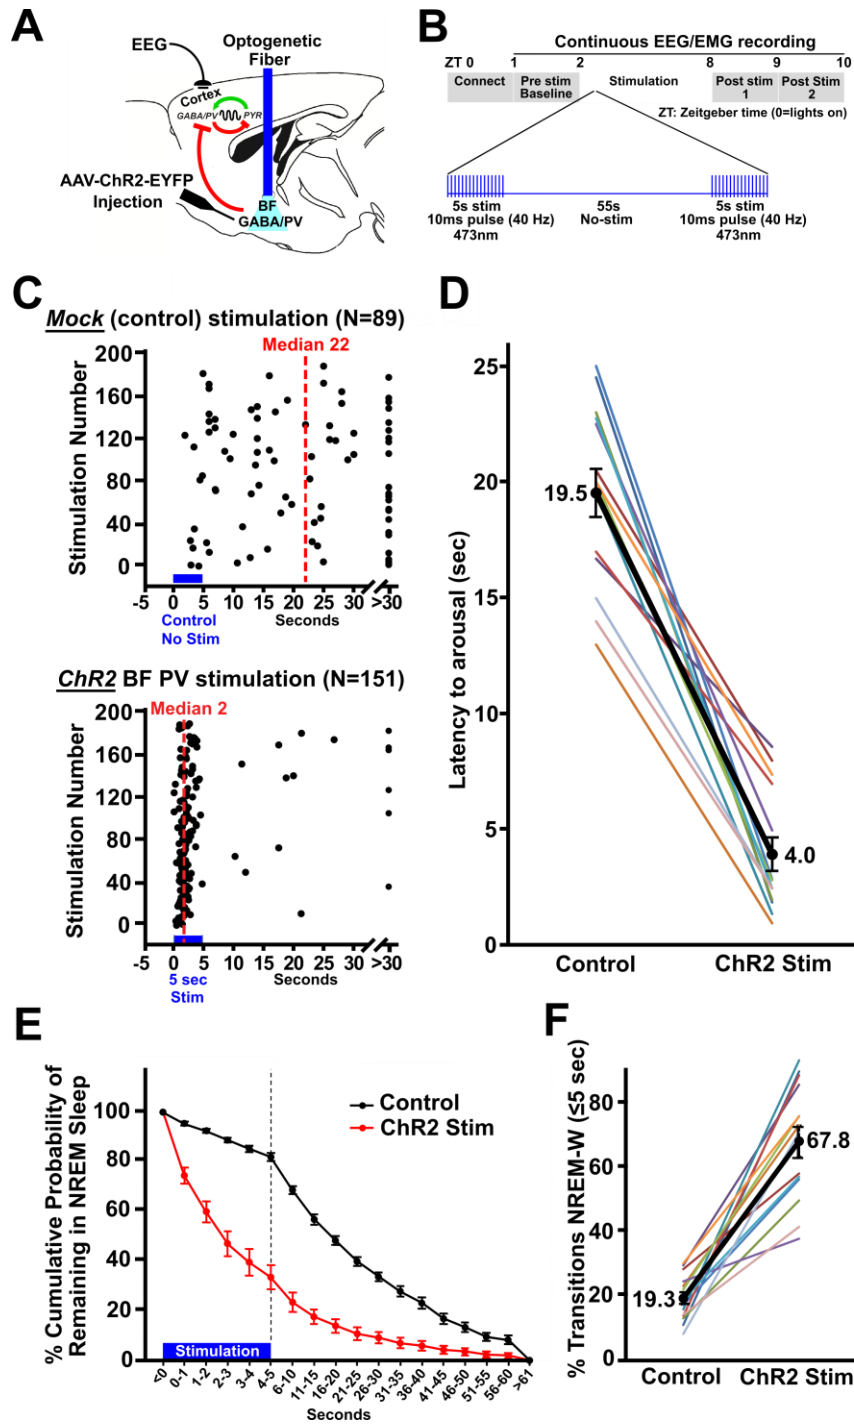 A
EEG
Optogenetic
Fiber
Cortex
GABA/PV
PYR
AAV-ChR2-EYFP
Injection
BF
GABA/PV
B
Continuous EEG/EMG recording
ZT 0 1 2 8 9 10
Connect
Pre stim
Baseline
Stimulation
Post stim
1
Post Stim
2
ZT: Zeitgeber time (0=lights on)
5s stim
10ms pulse (40 Hz)
473nm
55s
No-stim
5s stim
10ms pulse (40 Hz)
473nm
C
Mock (control) stimulation (N=89)
Median 22
Stimulation Number
200
160
120
80
40
0
-5 0 5 10 15 20 25 30 >30
Control
No Stim
Seconds
ChR2 BF PV stimulation (N=151)
Median 2
Stimulation Number
200
160
120
80
40
0
-5 0 5 10 15 20 25 30 >30
5 sec
Stim
Seconds
D
Latency to arousal (sec)
25
20
15
10
5
0
19.5
4.0
Control ChR2 Stim
E
% Cumulative Probability of
Remaining in NREM Sleep
100
80
60
40
20
0
Control
ChR2 Stim
Stimulation
<0 0-1 1-2 2-3 3-4 4-5 6-10 11-15 16-20 21-25 26-30 31-35 36-40 41-45 46-50 51-55 56-60 >61
Seconds
F
% Transitions NREM-W (≤5 sec)
80
60
40
20
0
19.3
67.8
Control ChR2 Stim